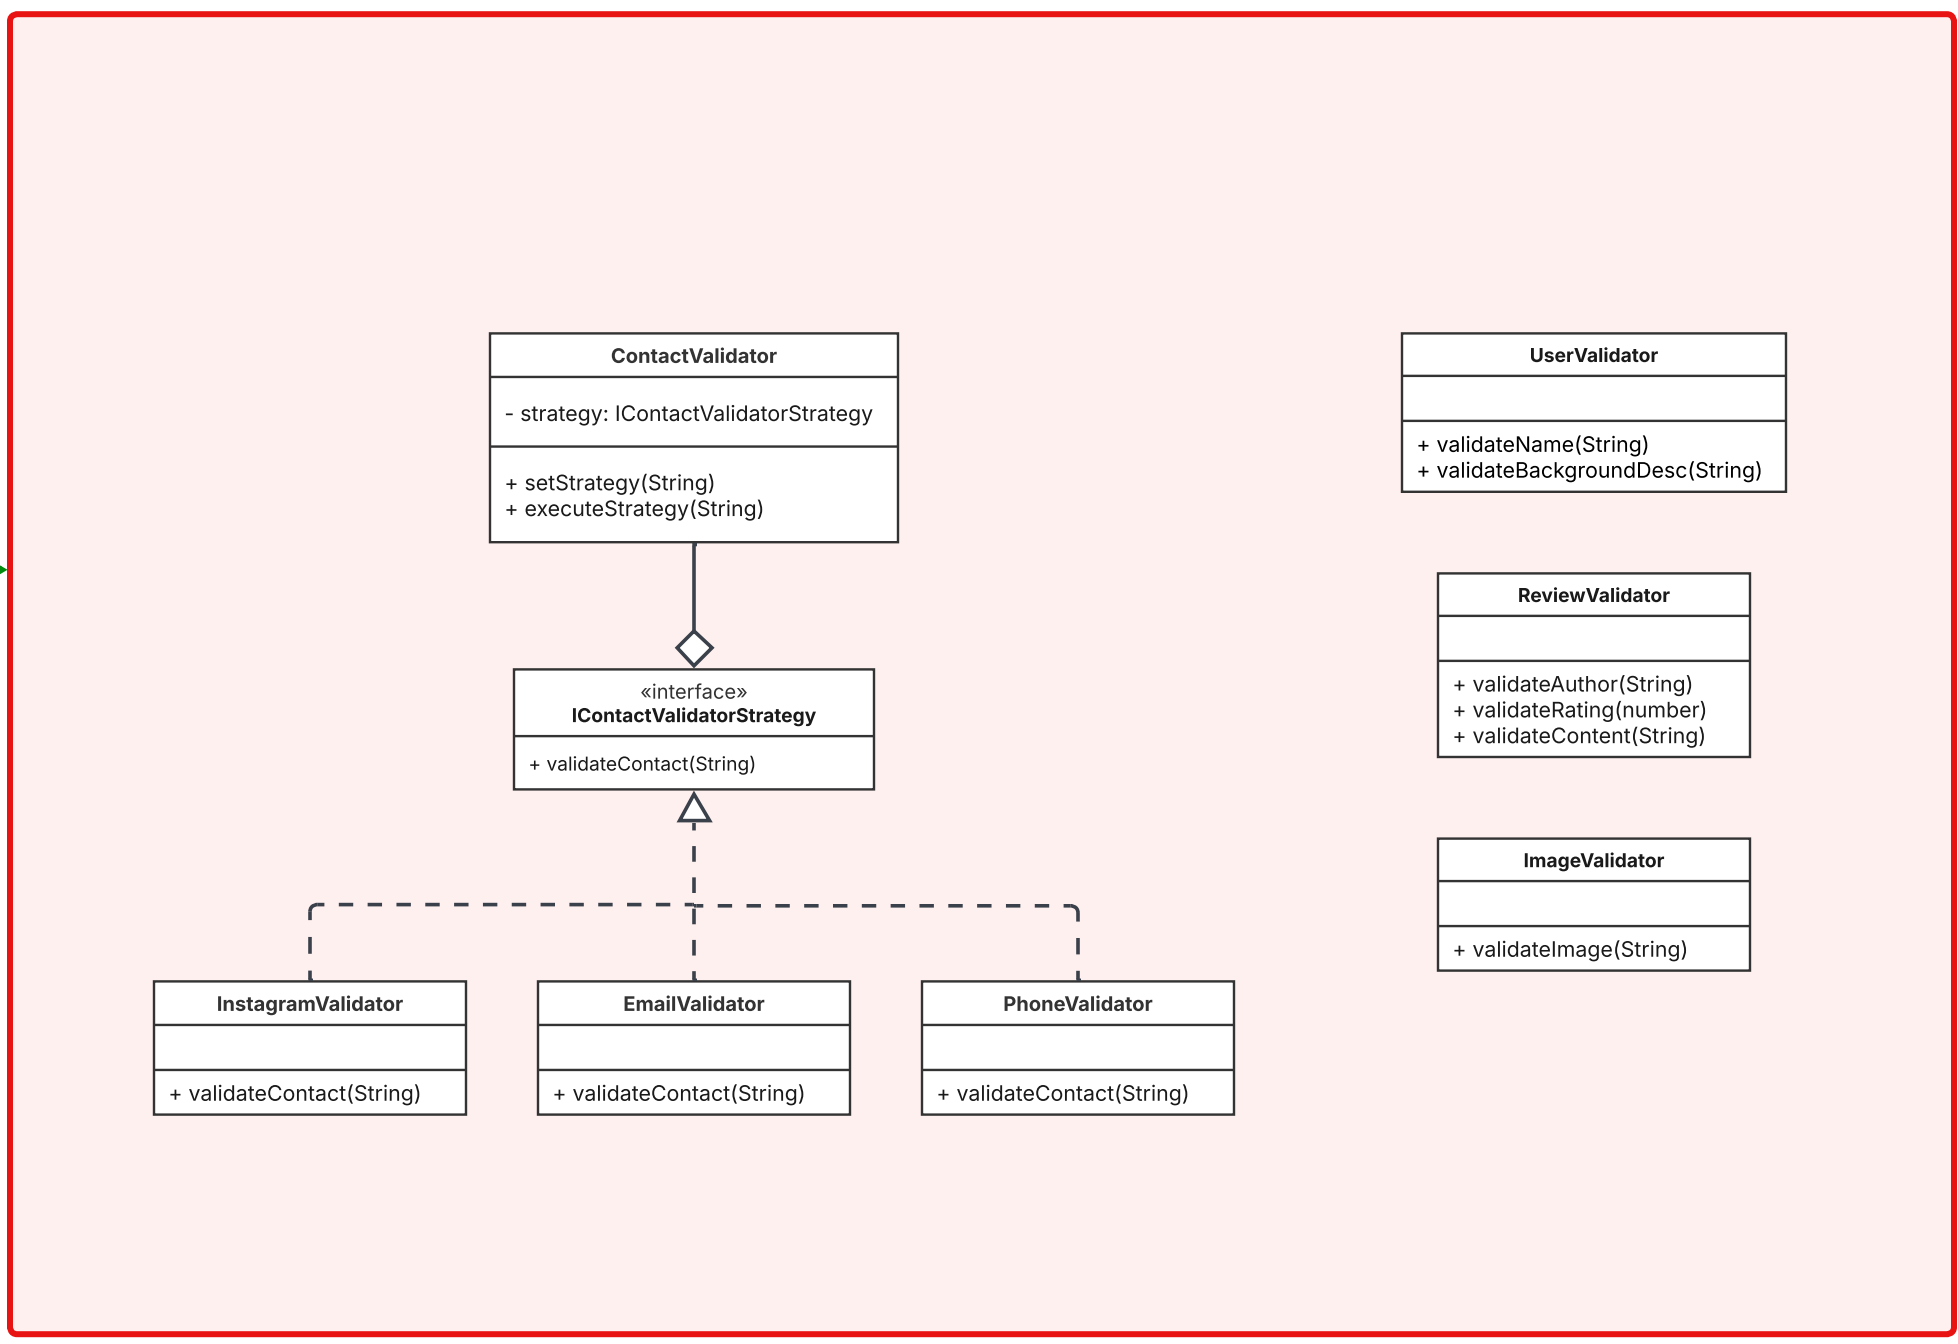 ContactValidator
- strategy: IContactValidatorStrategy
+ setStrategy(String)
+ executeStrategy(String)
«interface»
IContactValidatorStrategy
+ validateContact(String)
InstagramValidator
+ validateContact(String)
EmailValidator
+ validateContact(String)
PhoneValidator
+ validateContact(String)
UserValidator
+ validateName(String)
+ validateBackgroundDesc(String)
ReviewValidator
+ validateAuthor(String)
+ validateRating(number)
+ validateContent(String)
ImageValidator
+ validateImage(String)